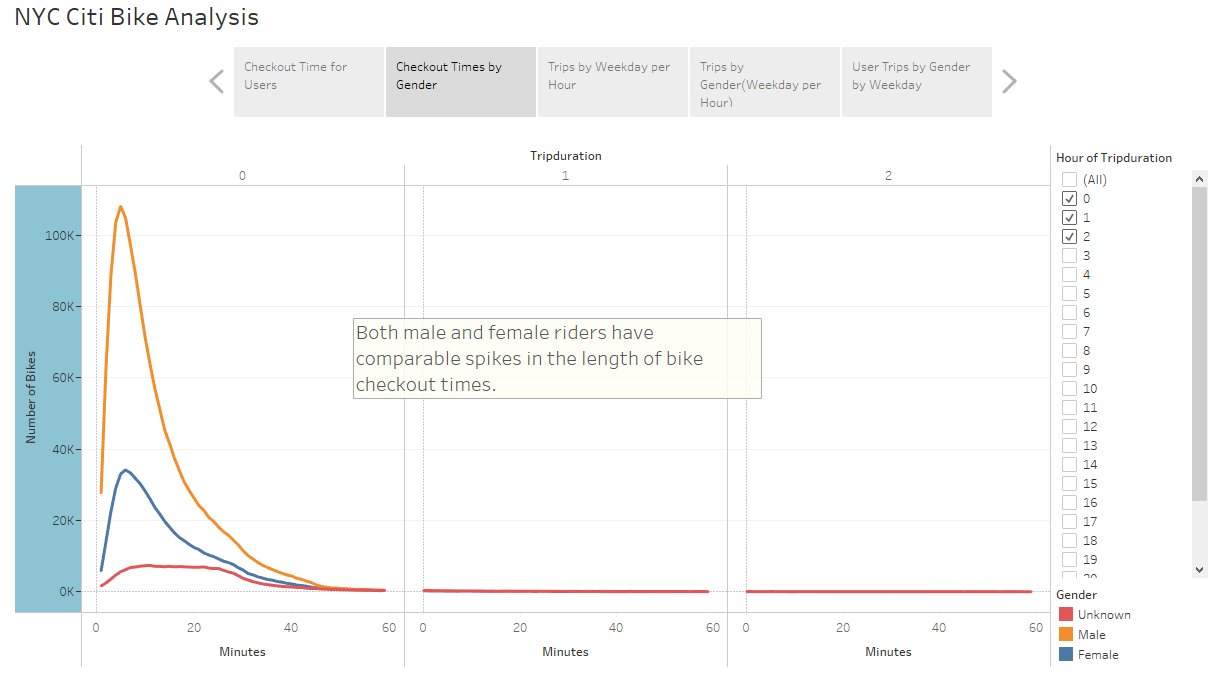 NYC Citi Bike Analysis
Checkout Time for
Users
Checkout Times by
Gender
Trips by Weekday per
Hour
Trips by
Gender(Weekday per
Hour)
User Trips by Gender
by Weekday
Tripduration
0
1
2
Number of Bikes
100K
80K
60K
40K
20K
0K
Both male and female riders have
comparable spikes in the length of bike
checkout times.
0 20 40 60
0 20 40 60
0 20 40 60
Minutes
Minutes
Minutes
Hour of Tripduration
(All)
0
1
2
3
4
5
6
7
8
9
10
11
12
13
14
15
16
17
18
19
20
Gender
Unknown
Male
Female